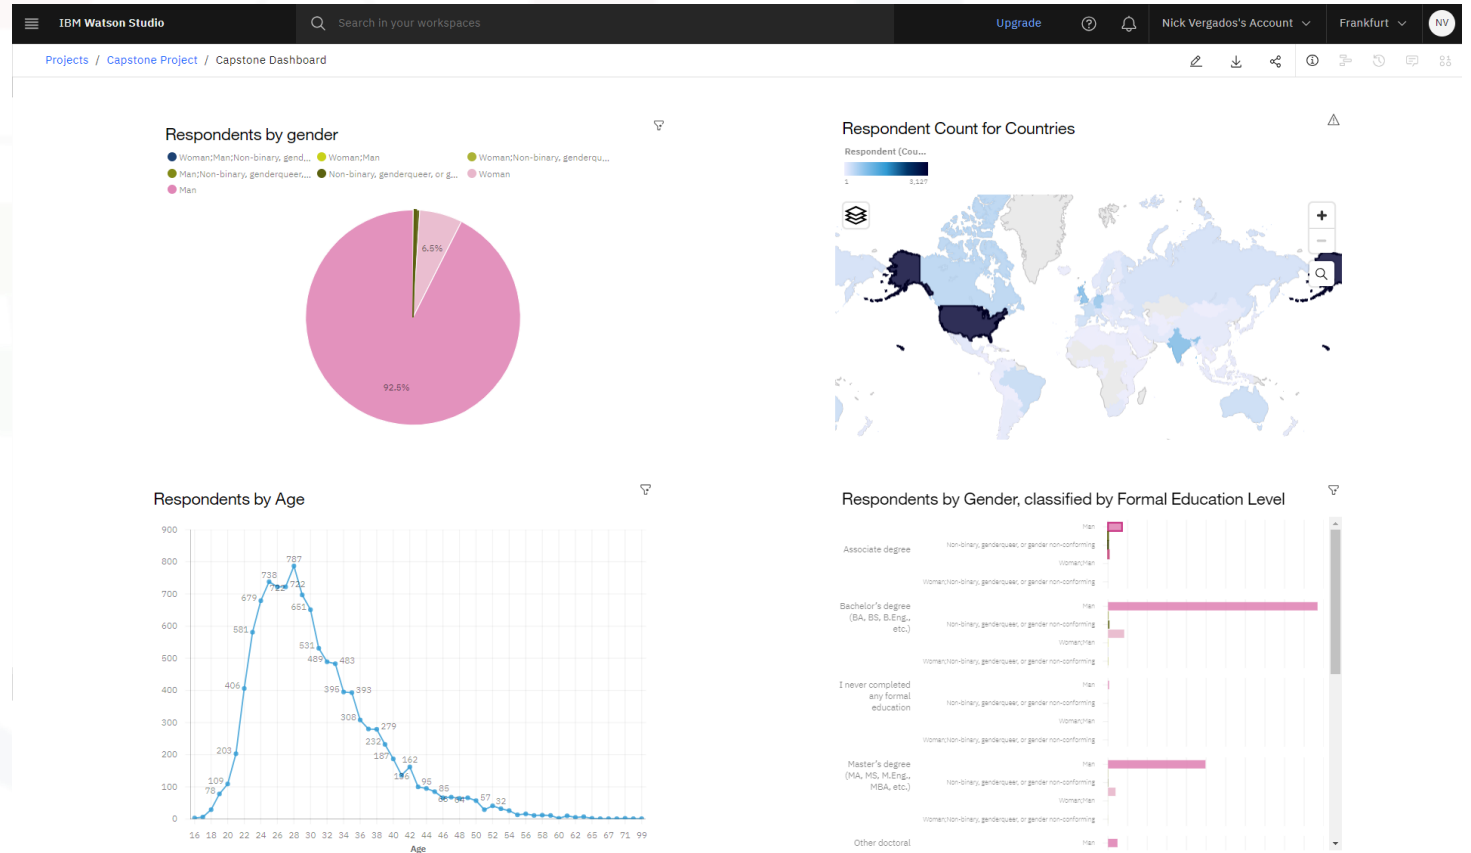 IBM Watson Studio
Search in your workspaces
Upgrade
Nick Vergados's Account
Frankfurt
NV
Projects / Capstone Project / Capstone Dashboard
Respondents by gender
Woman;Man;Non-binary, gend...
Woman;Man
Woman;Non-binary, genderqu...
Man;Non-binary, genderqueer,...
Non-binary, genderqueer, or g...
Woman
Man
6.5%
92.5%
Respondent Count for Countries
Respondent (Cou...
1
3,127
Respondents by Age
900
800
700
600
500
400
300
200
100
0
78
109
203
406
581
679
738
722
787
651
531
489
483
395
393
308
279
232
187
162
95
85
64
57
32
16 18 20 22 24 26 28 30 32 34 36 38 40 42 44 46 48 50 52 54 56 58 60 62 65 67 71 99
Age
Respondents by Gender, classified by Formal Education Level
Associate degree
Man
Non-binary, genderqueer, or gender non-conforming
Woman;Man
Woman;Non-binary, genderqueer, or gender non-conforming
Bachelor's degree
(BA, BS, B.Eng.,
etc.)
Man
Non-binary, genderqueer, or gender non-conforming
Woman;Man
Woman;Non-binary, genderqueer, or gender non-conforming
I never completed
any formal
education
Man
Non-binary, genderqueer, or gender non-conforming
Woman;Man
Woman;Non-binary, genderqueer, or gender non-conforming
Master's degree
(MA, MS, M.Eng.,
MBA, etc.)
Man
Non-binary, genderqueer, or gender non-conforming
Woman;Man
Woman;Non-binary, genderqueer, or gender non-conforming
Other doctoral
Man